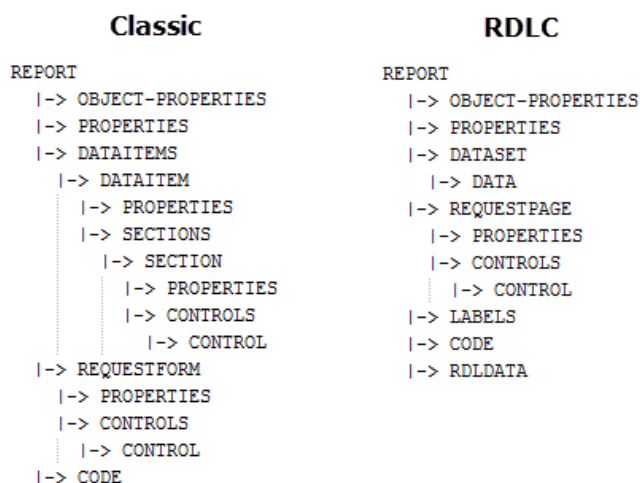 Classic
REPORT
|-> OBJECT-PROPERTIES
|-> PROPERTIES
|-> DATAITEMS
|-> DATAITEM
|-> PROPERTIES
|-> SECTIONS
|-> SECTION
|-> PROPERTIES
|-> CONTROLS
|-> CONTROL
|-> REQUESTFORM
|-> PROPERTIES
|-> CONTROLS
|-> CONTROL
|-> CODE
RDLC
REPORT
|-> OBJECT-PROPERTIES
|-> PROPERTIES
|-> DATASET
|-> DATA
|-> REQUESTPAGE
|-> PROPERTIES
|-> CONTROLS
|-> CONTROL
|-> LABELS
|-> CODE
|-> RDLDATA